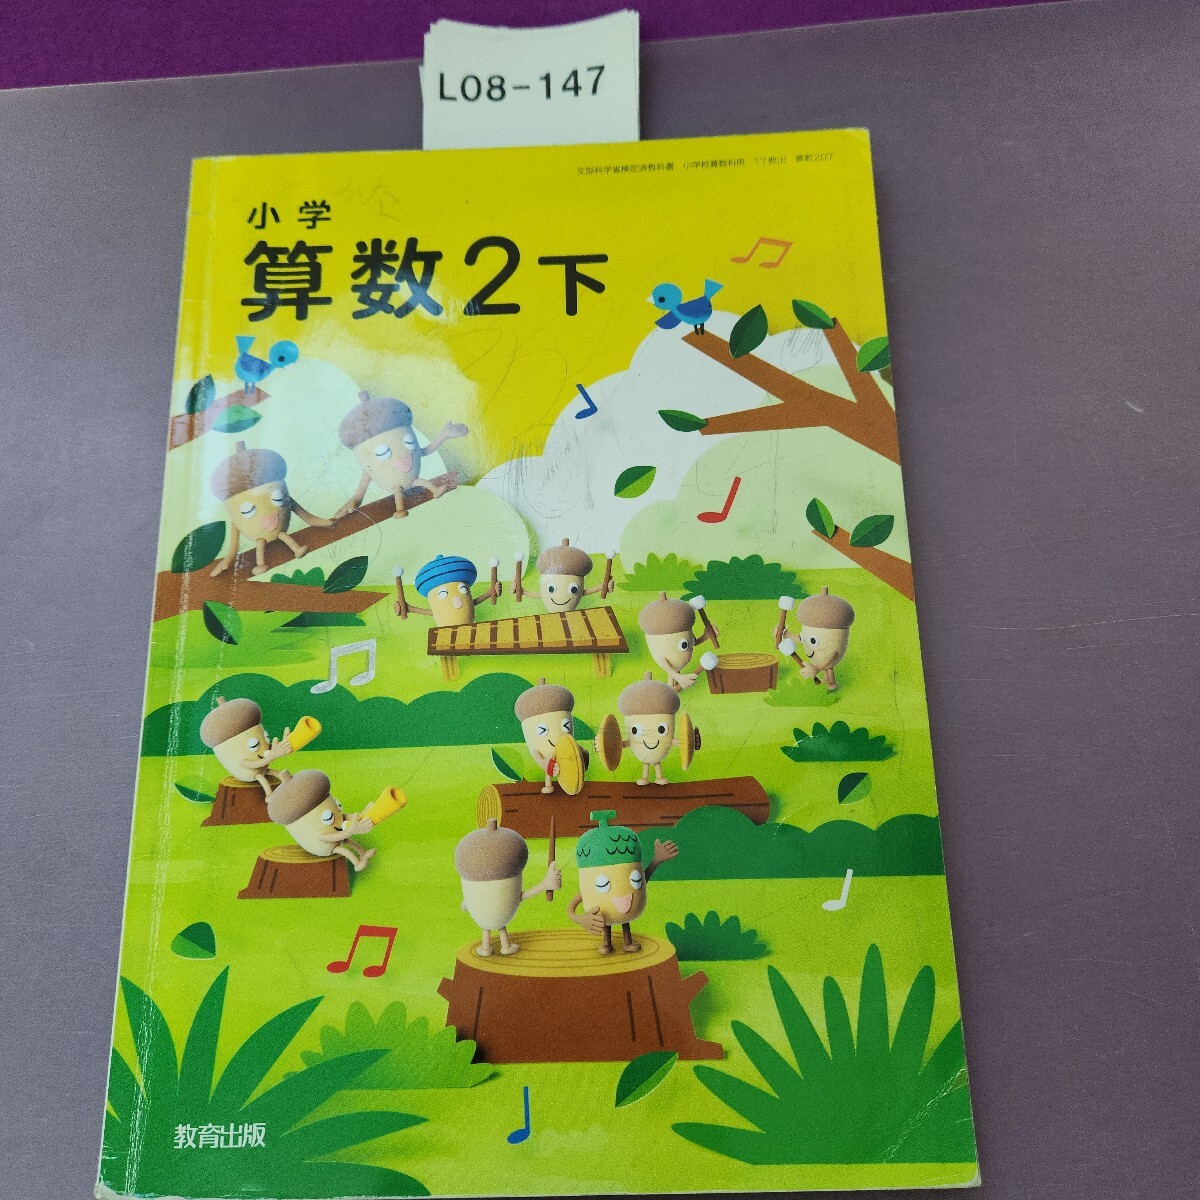 L08-147
文部科学省検定済教科書 小学校算数科用 17教出 算数207
小学
算数2下
教育出版